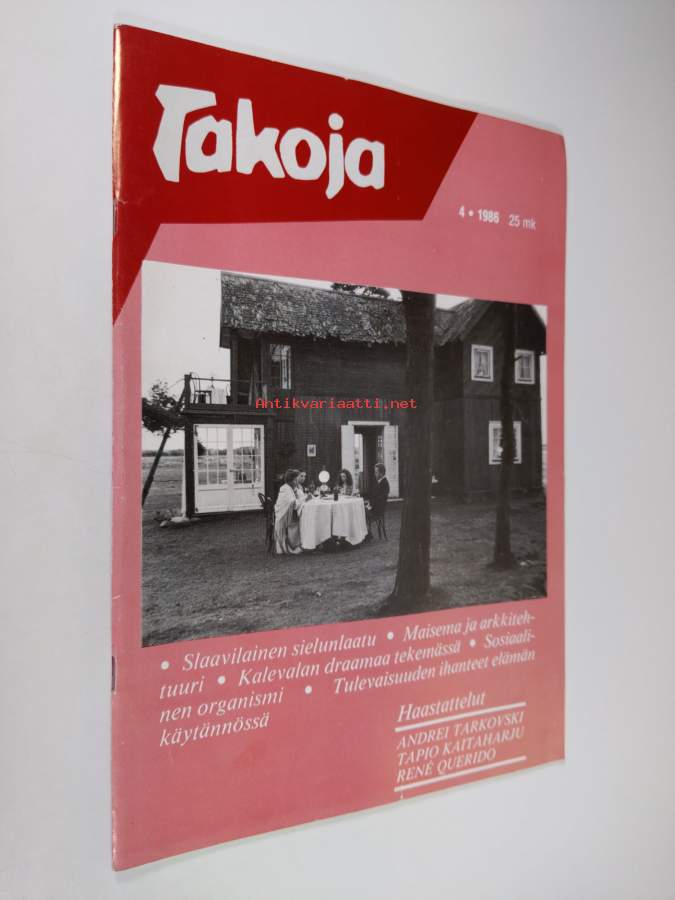 Takoja
4 • 1986 25 mk
Antikvariaatti.net
• Slaavilainen sielunlaatu • Maisema ja arkkiteh-
tuuri • Kalevalan draamaa tekemässä • Sosiaali-
nen organismi • Tulevaisuuden ihanteet elämän
käytännössä
Haastattelut
ANDREI TARKOVSKI
TAPIO KAITAHARJU
RENÉ QUERIDO